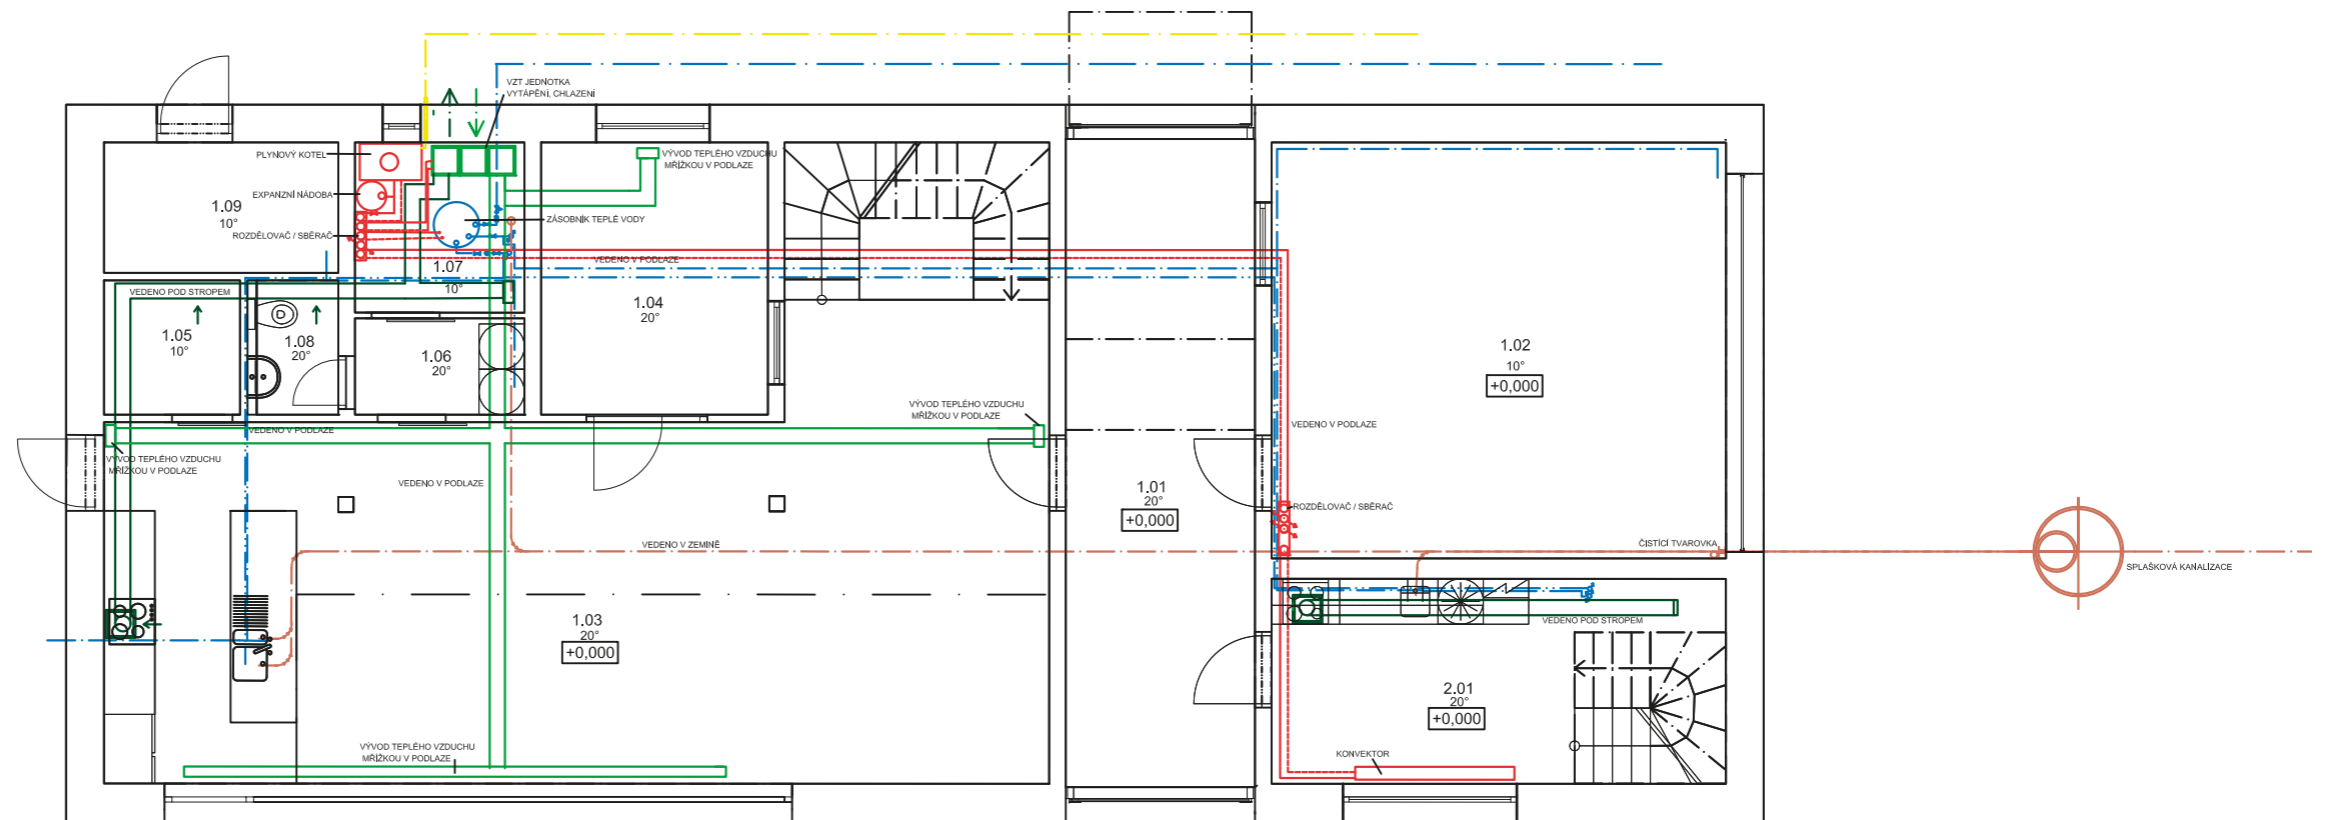 VZT JEDNOTKA
VYTÁPĚNÍ, CHLAZENÍ
PLYNOVÝ KOTEL
VÝVOD TEPLÉHO VZDUCHU
MŘÍŽKOU V PODLAZE
EXPANZNÍ NÁDOBA
1.09
10°
ZÁSOBNÍK TEPLÉ VODY
ROZDĚLOVAČ / SBĚRAČ
VEDENO V PODLAZE
1.07
10°
VEDENO POD STROPEM
1.04
20°
1.05
10°
1.08
20°
1.06
20°
1.02
10°
+0,000
VÝVOD TEPLÉHO VZDUCHU
MŘÍŽKOU V PODLAZE
VEDENO V PODLAZE
VEDENO V PODLAZE
VÝVOD TEPLÉHO VZDUCHU
MŘÍŽKOU V PODLAZE
VEDENO V PODLAZE
1.01
20°
+0,000
ROZDĚLOVAČ / SBĚRAČ
VEDENO V ZEMINĚ
ČISTÍCÍ TVAROVKA
SPLAŠKOVÁ KANALIZACE
1.03
20°
+0,000
VEDENO POD STROPEM
2.01
20°
+0,000
VÝVOD TEPLÉHO VZDUCHU
MŘÍŽKOU V PODLAZE
KONVEKTOR